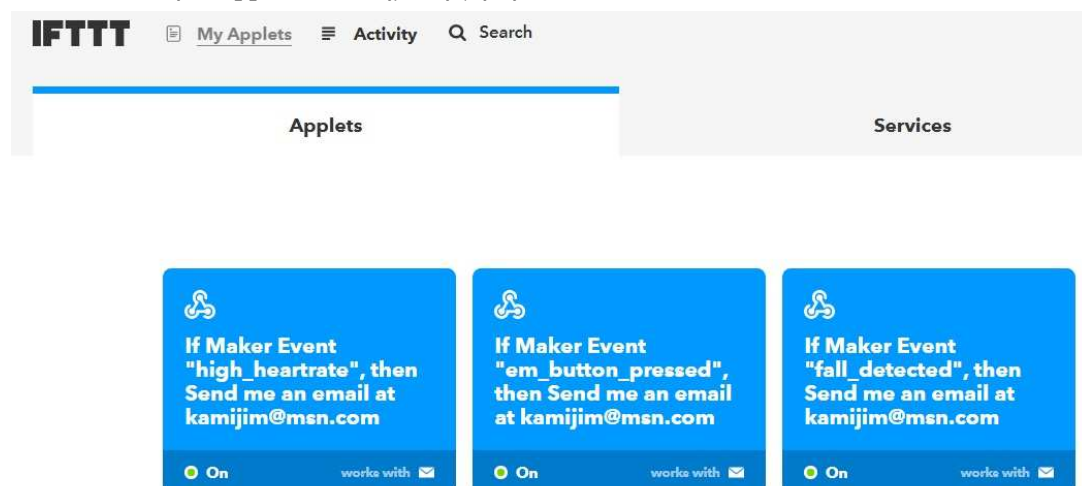 IFTTT My Applets Activity Search
Applets Services
If Maker Event
"high_heartrate", then
Send me an email at
kamijim@msn.com
On works with
If Maker Event
"em_button_pressed",
then Send me an email
at kamijim@msn.com
On works with
If Maker Event
"fall_detected", then
Send me an email at
kamijim@msn.com
On works with